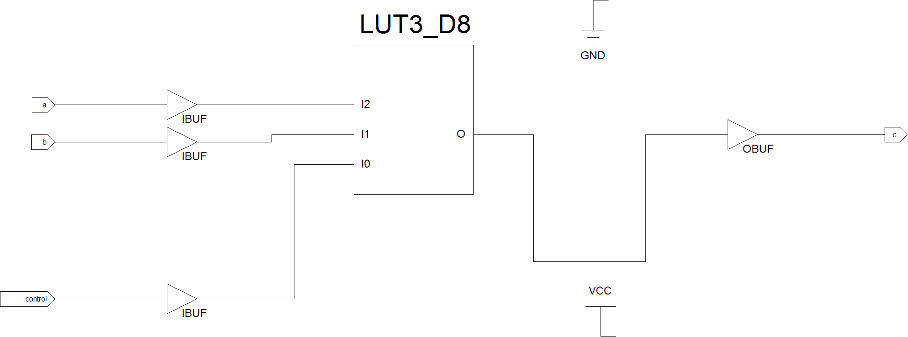 LUT3_D8
GND
a
IBUF
I2
b
IBUF
I1
O
OBUF
c
I0
control
IBUF
VCC